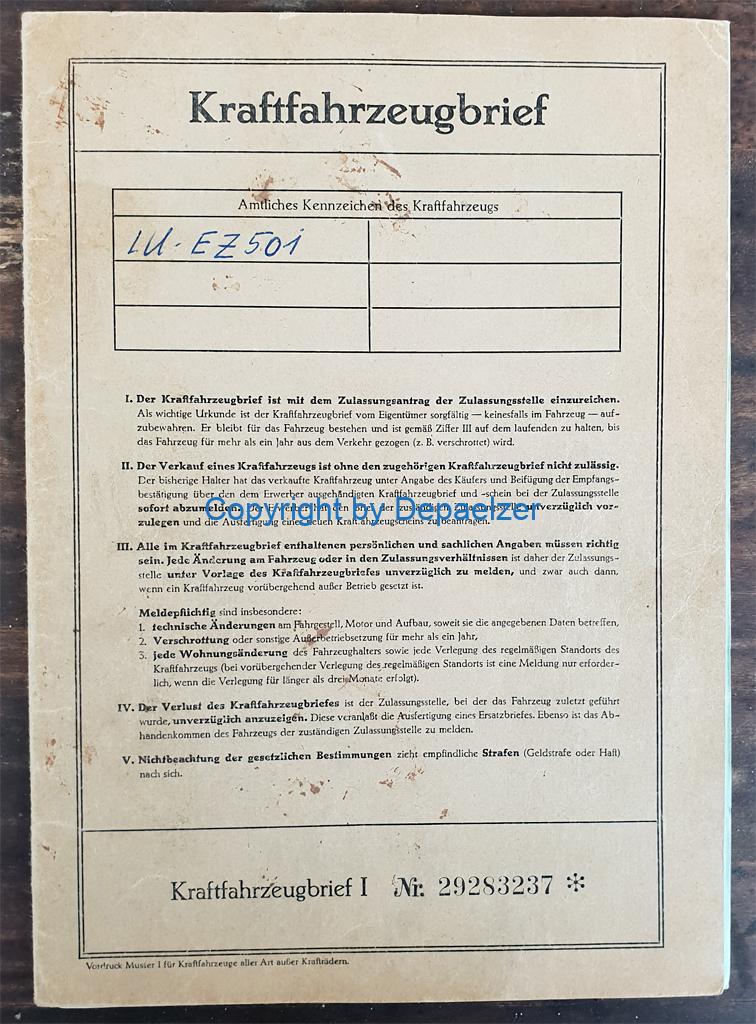 Kraftfahrzeugbrief
Amtliches Kennzeichen des Kraftfahrzeugs
LU-EZ501
I. Der Kraftfahrzeugbrief ist mit dem Zulassungsantrag der Zulassungsstelle einzureichen.
Als wichtige Urkunde ist der Kraftfahrzeugbrief vom Eigentümer sorgfältig — keinesfalls im Fahrzeug — auf-
zubewahren. Er bleibt für das Fahrzeug bestehen und ist gemäß Ziffer III auf dem laufenden zu halten, bis
das Fahrzeug für mehr als ein Jahr aus dem Verkehr gezogen (z. B. verschrottet) wird.
II. Der Verkauf eines Kraftfahrzeugs ist ohne den zugehörigen Kraftfahrzeugbrief nicht zulässig.
Der bisherige Halter hat das verkaufte Kraftfahrzeug unter Angabe des Käufers und Beifügung der Empfangs-
bestätigung über den dem Erwerber ausgehändigten Kraftfahrzeugbrief und -schein bei der Zulassungsstelle
sofort abzumelden. Der Erwerber hat den Brief der zuständigen Zulassungsstelle unverzüglich vor-
zulegen und die Ausfertigung eines neuen Kraftfahrzeugscheins zu beantragen.
Copyright by Depaelzer
III. Alle im Kraftfahrzeugbrief enthaltenen persönlichen und sachlichen Angaben müssen richtig
sein. Jede Änderung am Fahrzeug oder in den Zulassungsverhältnissen ist daher der Zulassungs-
stelle unter Vorlage des Kraftfahrzeugbriefes unverzüglich zu melden, und zwar auch dann,
wenn ein Kraftfahrzeug vorübergehend außer Betrieb gesetzt ist.
Meldepflichtig sind insbesondere:
1. technische Änderungen am Fahrgestell, Motor und Aufbau, soweit sie die angegebenen Daten betreffen,
2. Verschrottung oder sonstige Außerbetriebsetzung für mehr als ein Jahr,
3. jede Wohnungsänderung des Fahrzeughalters sowie jede Verlegung des regelmäßigen Standorts des
Kraftfahrzeugs (bei vorübergehender Verlegung des regelmäßigen Standorts ist eine Meldung nur erforder-
lich, wenn die Verlegung für länger als drei Monate erfolgt).
IV. Der Verlust des Kraftfahrzeugbriefes ist der Zulassungsstelle, bei der das Fahrzeug zuletzt geführt
wurde, unverzüglich anzuzeigen. Diese veranlaßt die Ausfertigung eines Ersatzbriefes. Ebenso ist das Ab-
handenkommen des Fahrzeugs der zuständigen Zulassungsstelle zu melden.
V. Nichtbeachtung der gesetzlichen Bestimmungen zieht empfindliche Strafen (Geldstrafe oder Haft)
nach sich.
Kraftfahrzeugbrief I Nr. 29283237 *
Vordruck Muster I für Kraftfahrzeuge aller Art außer Krafträdern.